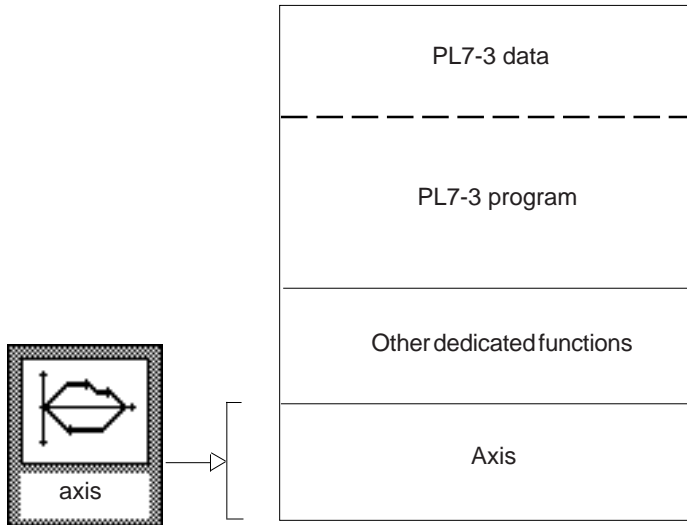 PL7-3 data
PL7-3 program
Other dedicated functions
Axis
axis